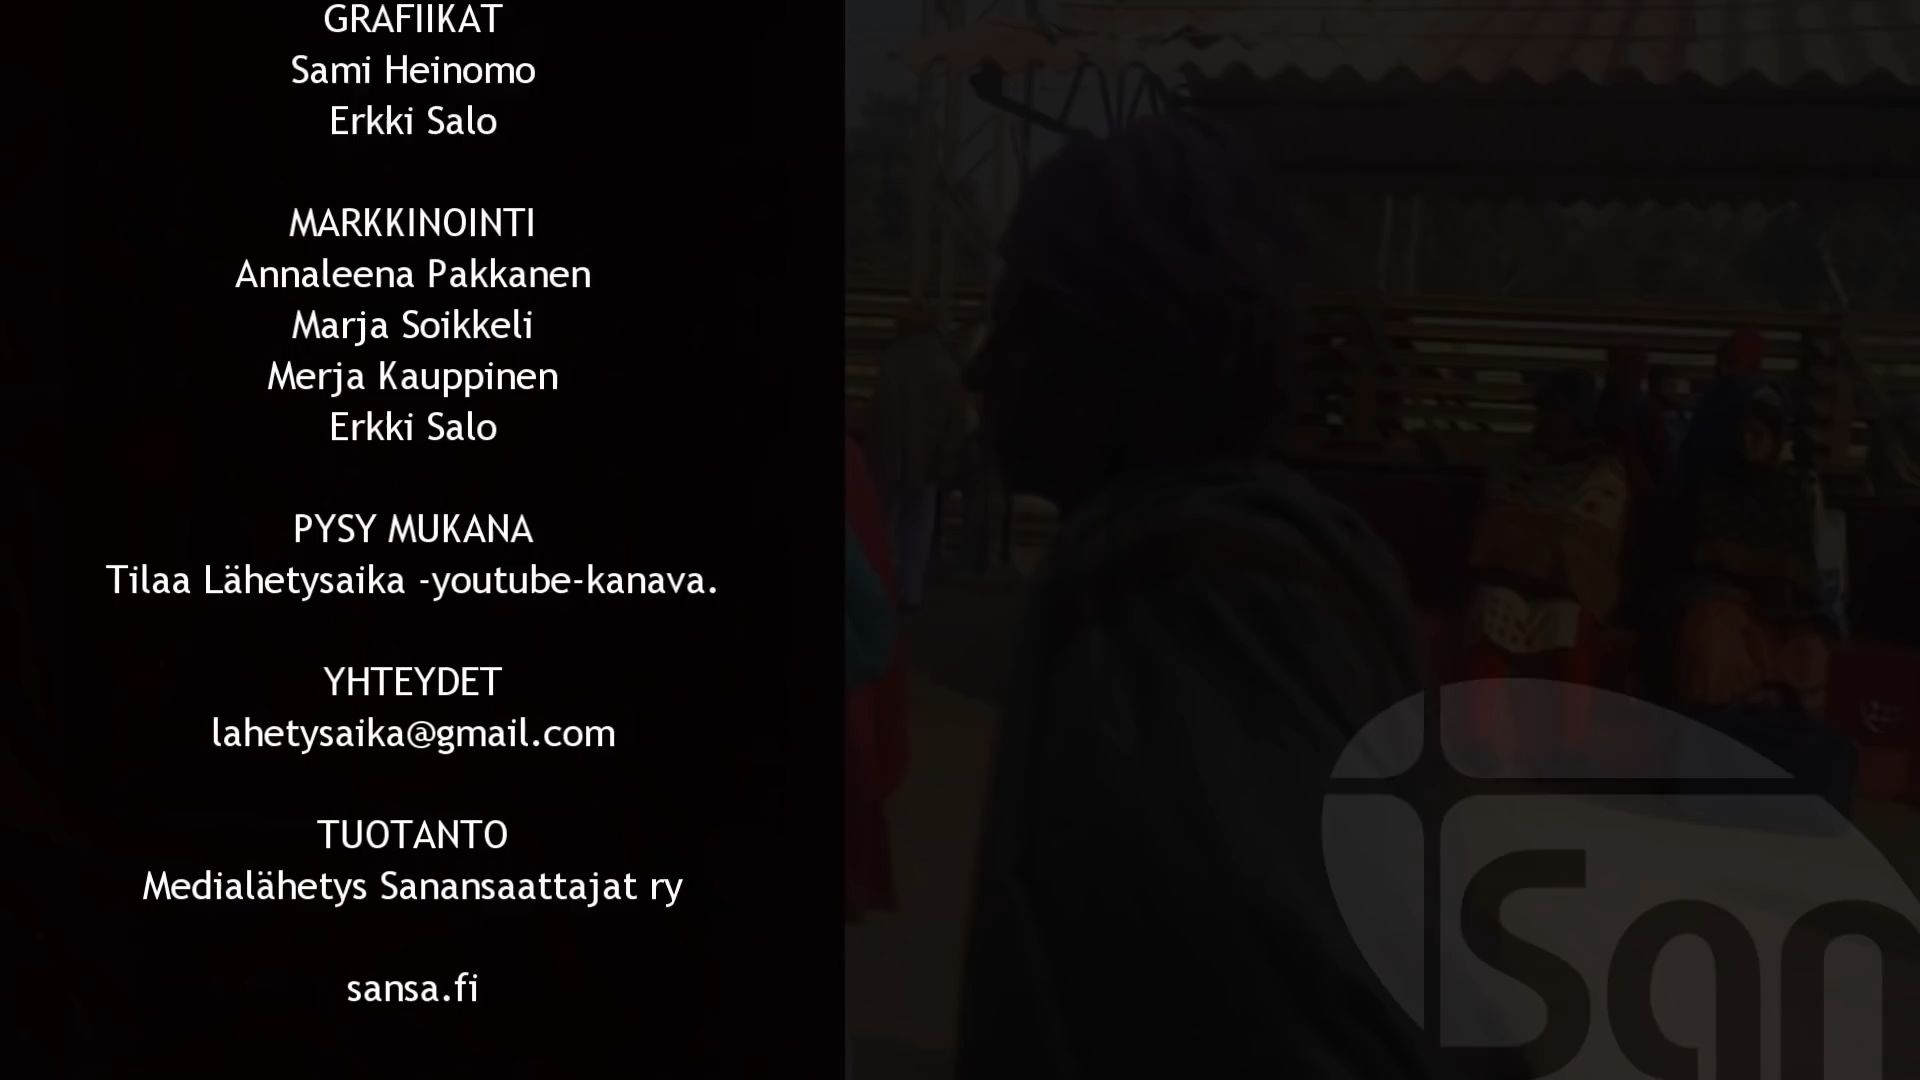 GRAFIIKAT
Sami Heinomo
Erkki Salo
MARKKINOINTI
Annaleena Pakkanen
Marja Soikkeli
Merja Kauppinen
Erkki Salo
PYSY MUKANA
Tilaa Lähetysaika -youtube-kanava.
YHTEYDET
lahetysaika@gmail.com
TUOTANTO
Medialähetys Sanansaattajat ry
sansa.fi
san